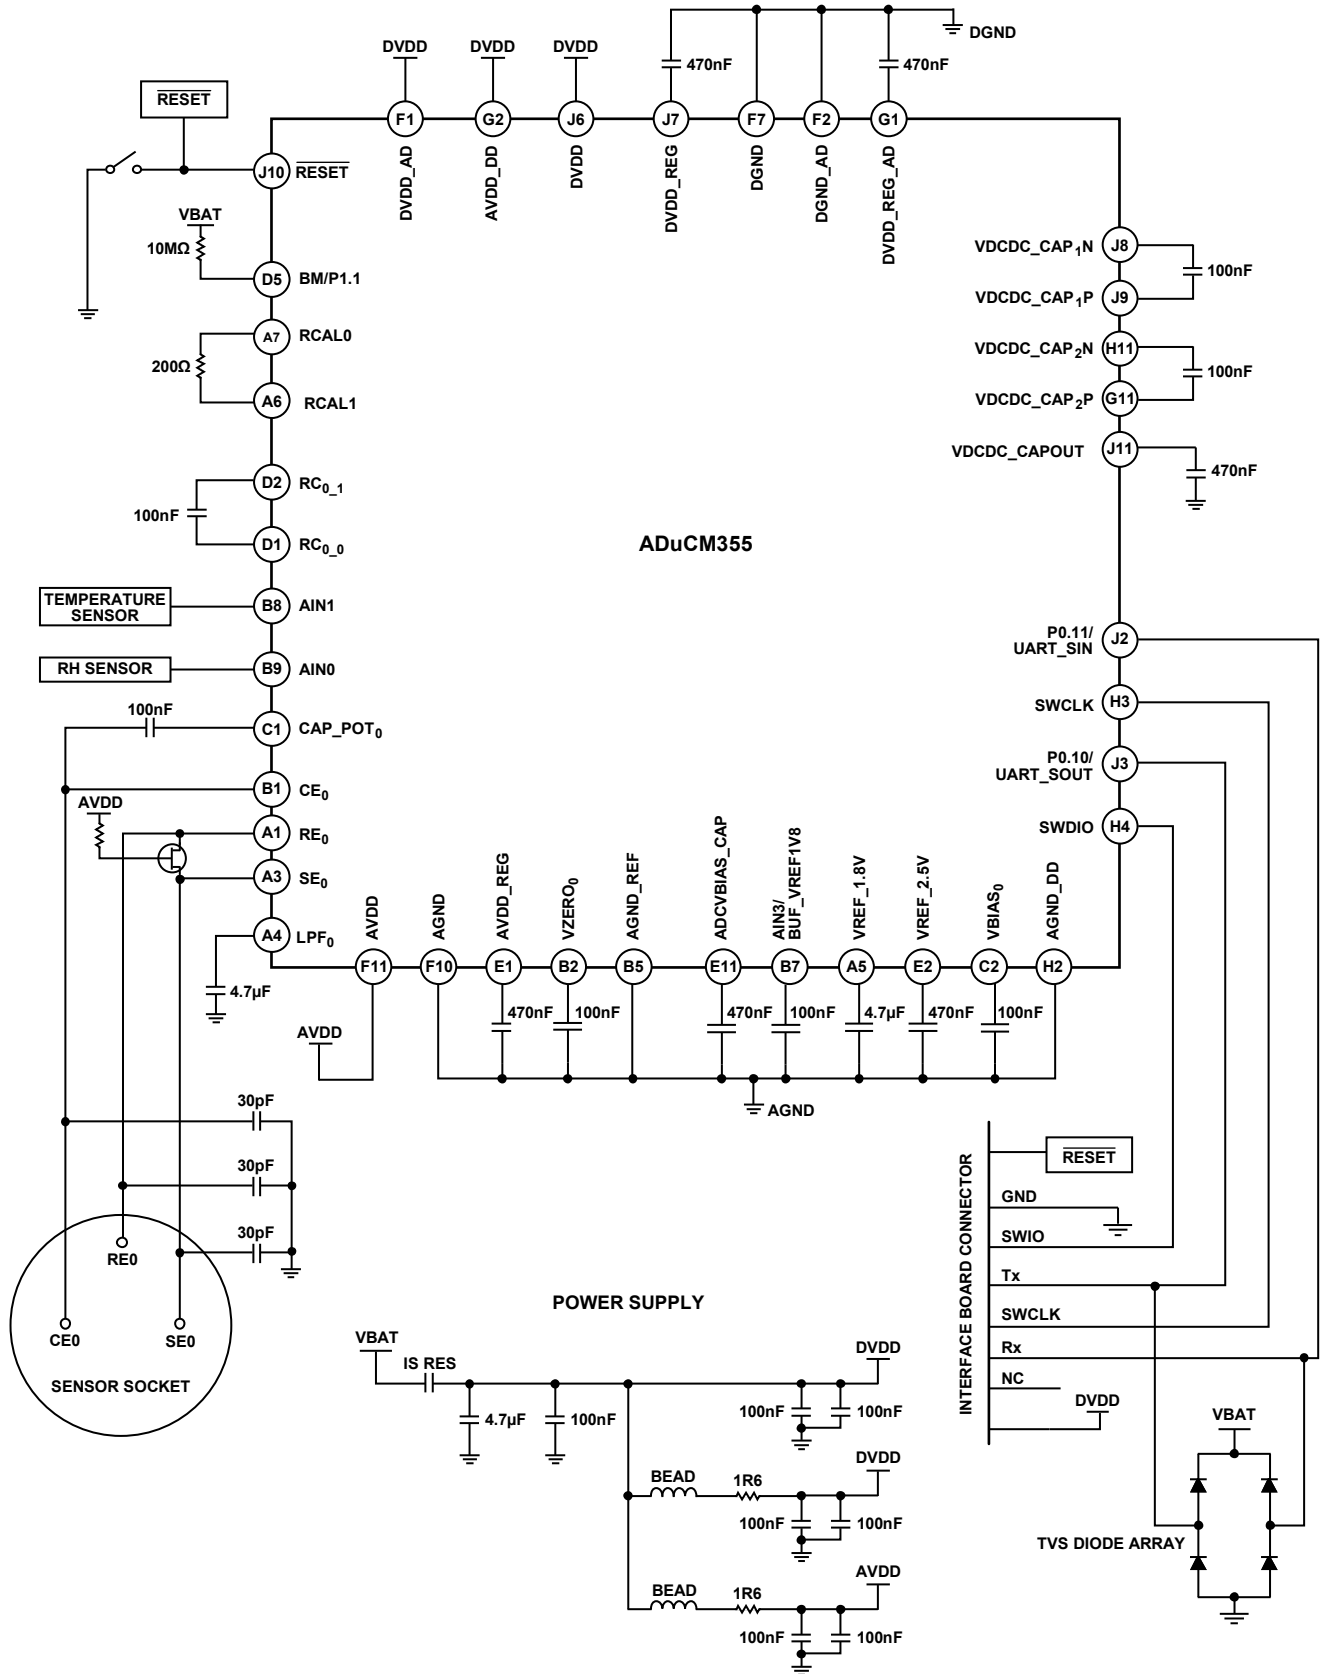 DGND
DVDD DVDD DVDD
470nF 470nF
RESET
F1 G2 J6 J7 F7 F2 G1
DVDD_AD
AVDD_DD
DVDD
DVDD_REG
DGND
DGND_AD
DVDD_REG_AD
J10 RESET
VBAT
10MΩ
D5 BM/P1.1
A7 RCAL0
200Ω
A6 RCAL1
D2 RC0_1
100nF
D1 RC0_0
TEMPERATURE
SENSOR
B8 AIN1
RH SENSOR
B9 AIN0
100nF
C1 CAP_POT0
B1 CE0
AVDD
A1 RE0
A3 SE0
A4 LPF0
4.7µF
ADuCM355
VDCDC_CAP1N J8
100nF
VDCDC_CAP1P J9
VDCDC_CAP2N H11
100nF
VDCDC_CAP2P G11
VDCDC_CAPOUT J11
470nF
P0.11/
UART_SIN
J2
SWCLK H3
P0.10/
UART_SOUT
J3
SWDIO H4
AVDD
AGND
AVDD_REG
VZERO0
AGND_REF
ADCVBIAS_CAP
AIN3/
BUF_VREF1V8
VREF_1.8V
VREF_2.5V
VBIAS0
AGND_DD
F11 F10 E1 B2 B5 E11 B7 A5 E2 C2 H2
470nF 100nF 470nF 100nF 4.7µF 470nF 100nF
AVDD
AGND
30pF
30pF
30pF
RE0
CE0 SE0
SENSOR SOCKET
INTERFACE BOARD CONNECTOR
RESET
GND
SWIO
Tx
SWCLK
Rx
NC
DVDD
VBAT
TVS DIODE ARRAY
POWER SUPPLY
VBAT
IS RES
DVDD
4.7µF 100nF 100nF 100nF
DVDD
BEAD 1R6
100nF 100nF
AVDD
BEAD 1R6
100nF 100nF